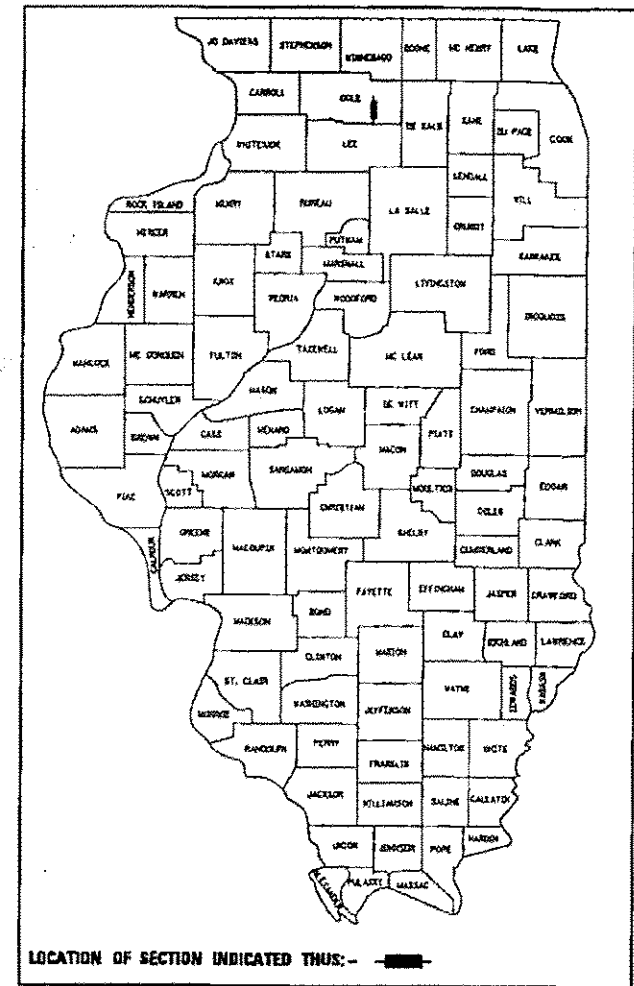 JO DAVIESS STEPHENSON WINNEBAGO BOONE MC HENRY LAKE
CARROLL OGLE DE KALB KANE DU PAGE COOK
WHITESIDE LEE KENDALL WILL
ROCK ISLAND HENRY BUREAU LA SALLE GRUNDY
MERCER STARK PUTNAM KANKAKEE
HENDERSON WARREN KNOX MARSHALL LIVINGSTON
PEORIA WOODFORD IROQUOIS
HANCOCK MC DONOUGH FULTON TAZEWELL MC LEAN FORD
SCHUYLER MASON LOGAN DE WITT CHAMPAIGN VERMILION
ADAMS BROWN CASS MENARD PIATT
MACON
PIKE SCOTT MORGAN SANGAMON MOULTRIE DOUGLAS EDGAR
CHRISTIAN COLES
CALHOUN GREENE MACOUPIN MONTGOMERY SHELBY CUMBERLAND CLARK
JERSEY FAYETTE EFFINGHAM JASPER CRAWFORD
MADISON BOND CLAY RICHLAND LAWRENCE
CLINTON MARION
ST. CLAIR WAYNE EDWARDS WABASH
MONROE WASHINGTON JEFFERSON
RANDOLPH PERRY HAMILTON WHITE
FRANKLIN
JACKSON WILLIAMSON SALINE GALLATIN
UNION JOHNSON POPE HARDIN
ALEXANDER PULASKI MASSAC
LOCATION OF SECTION INDICATED THUS:-